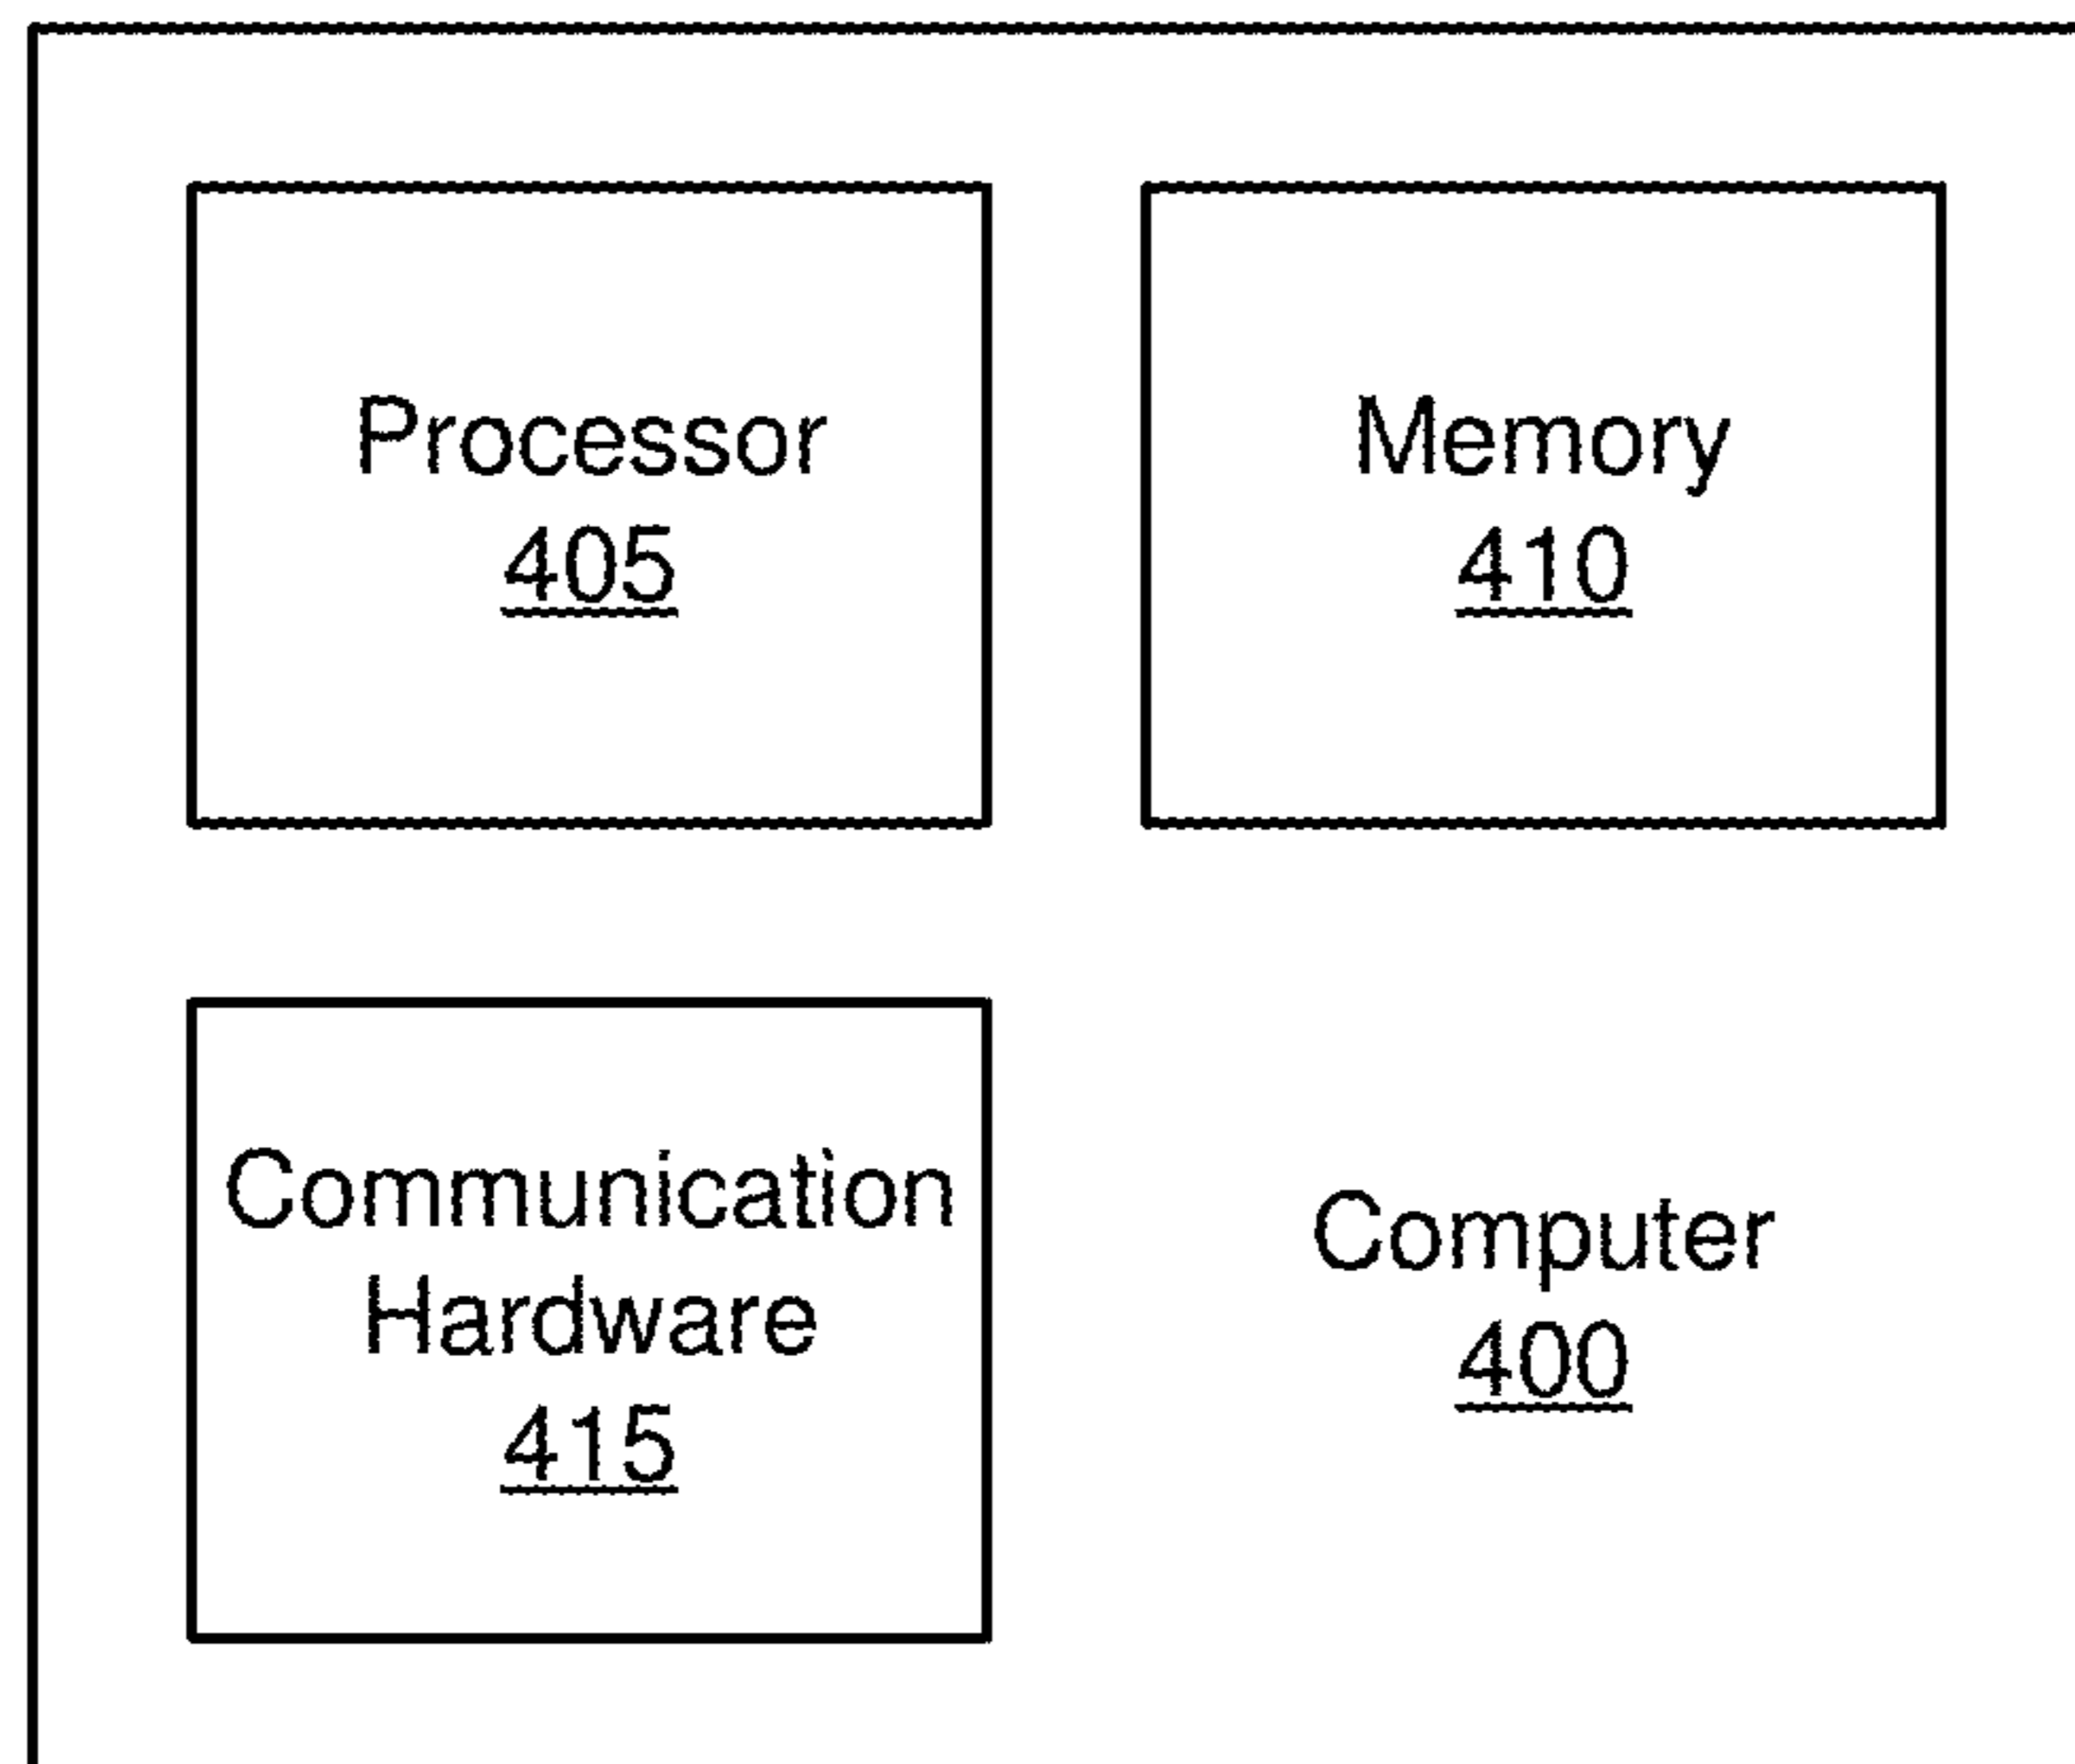 Processor
405
Memory
410
Communication
Hardware
415
Computer
400